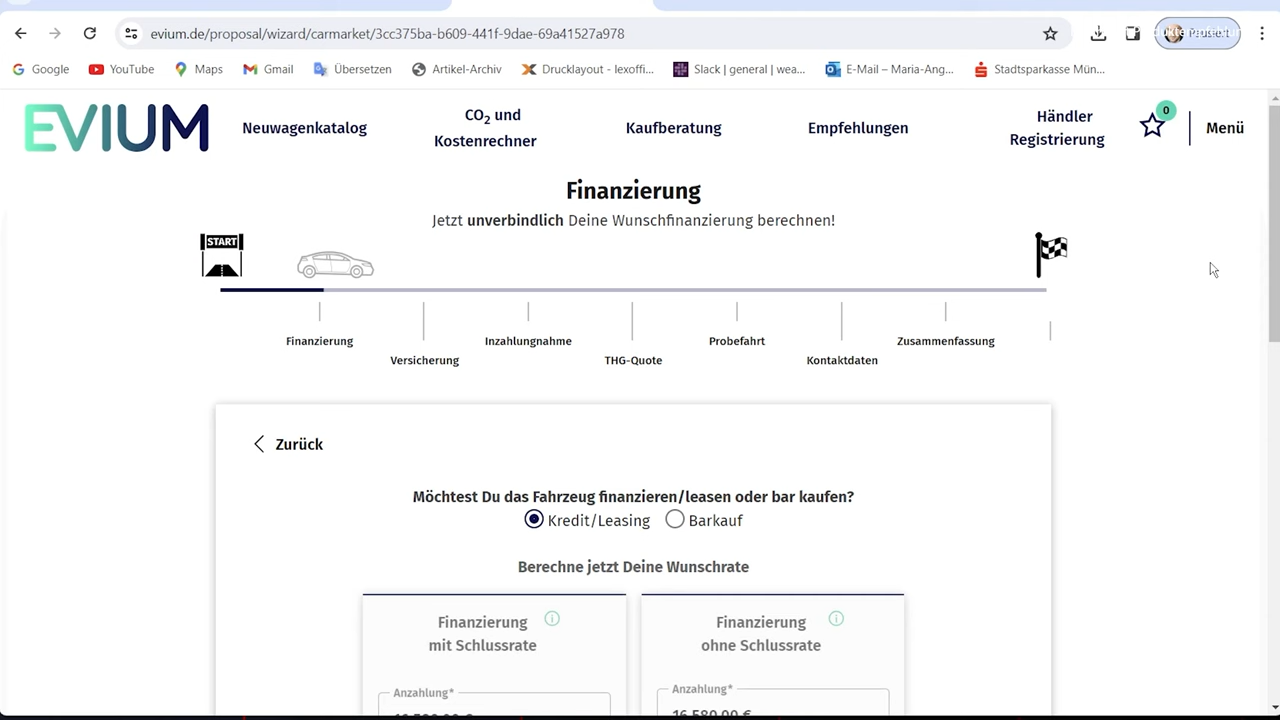 evium.de/proposal/wizard/carmarket/3cc375ba-b609-441f-9dae-69a41527a978
Google YouTube Maps Gmail Übersetzen Artikel-Archiv Drucklayout - lexoffi... Slack | general | wea... E-Mail – Maria-Ang... Stadtsparkasse Mün...
EVIUM
Neuwagenkatalog
CO2 und
Kostenrechner
Kaufberatung
Empfehlungen
Händler
Registrierung
0
Menü
Finanzierung
Jetzt unverbindlich Deine Wunschfinanzierung berechnen!
START
Finanzierung
Versicherung
Inzahlungnahme
THG-Quote
Probefahrt
Kontaktdaten
Zusammenfassung
Zurück
Möchtest Du das Fahrzeug finanzieren/leasen oder bar kaufen?
Kredit/Leasing Barkauf
Berechne jetzt Deine Wunschrate
Finanzierung
mit Schlussrate
Anzahlung*
Finanzierung
ohne Schlussrate
Anzahlung*
16.580,00 €